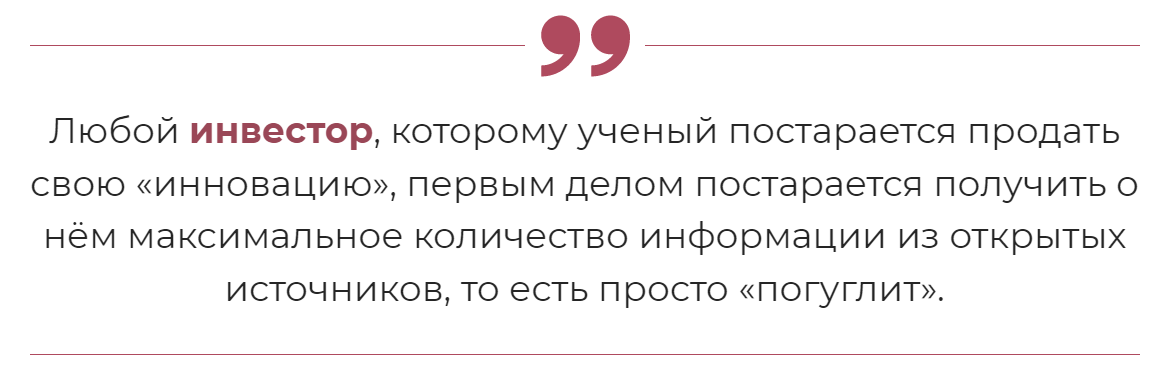 Любой инвестор, которому ученый постарается продать
свою «инновацию», первым делом постарается получить о
нём максимальное количество информации из открытых
источников, то есть просто «погуглит».